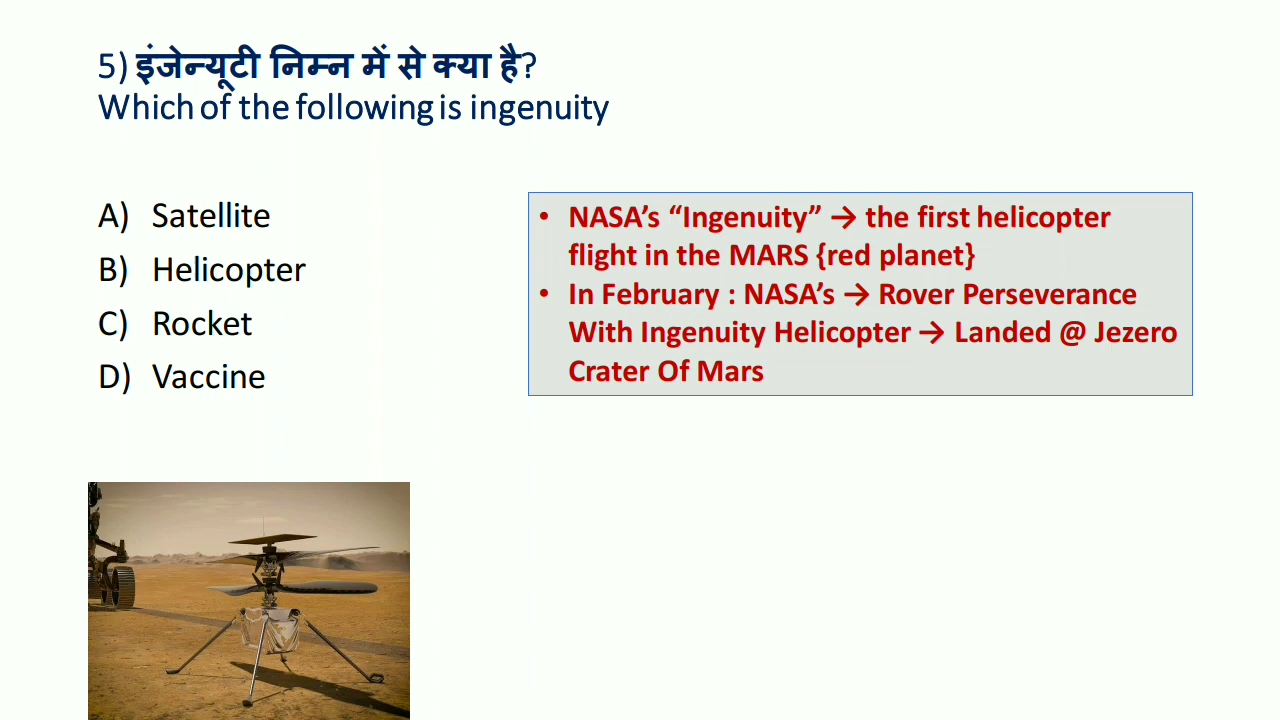 5) इंजेन्यूटी निम्न में से क्या है?
Which of the following is ingenuity
A) Satellite
B) Helicopter
C) Rocket
D) Vaccine
• NASA’s “Ingenuity” → the first helicopter
flight in the MARS {red planet}
• In February : NASA’s → Rover Perseverance
With Ingenuity Helicopter → Landed @ Jezero
Crater Of Mars